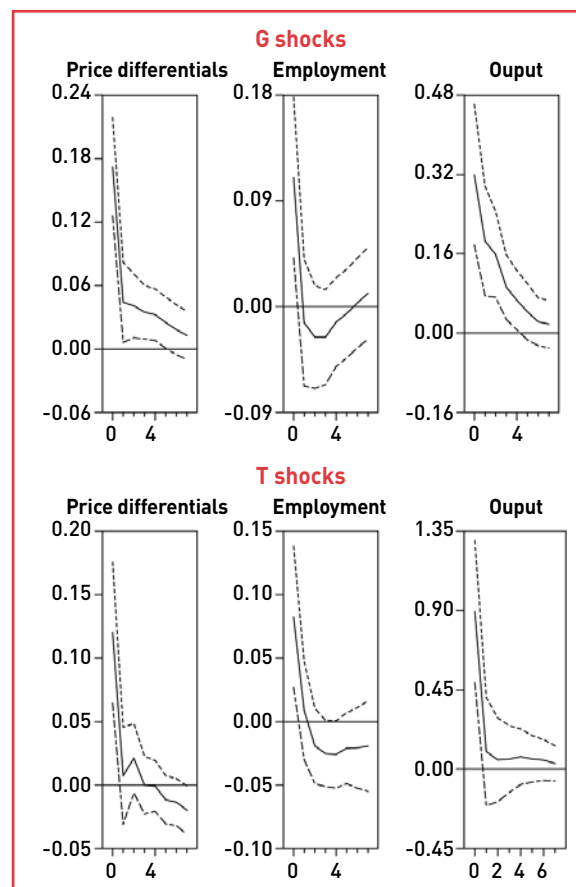 G shocks
Price differentials Employment Ouput
0.24 0.18 0.48
0.18 0.32
0.12 0.09 0.16
0.06 0.00 0.00
0.00
-0.06 -0.09 -0.16
0 4 0 4 0 4
T shocks
Price differentials Employment Ouput
0.20 0.15 1.35
0.15 0.10 0.90
0.10 0.05 0.45
0.05 0.00 0.00
0.00 -0.05
-0.05 -0.10 -0.45
0 4 0 4 0 2 4 6